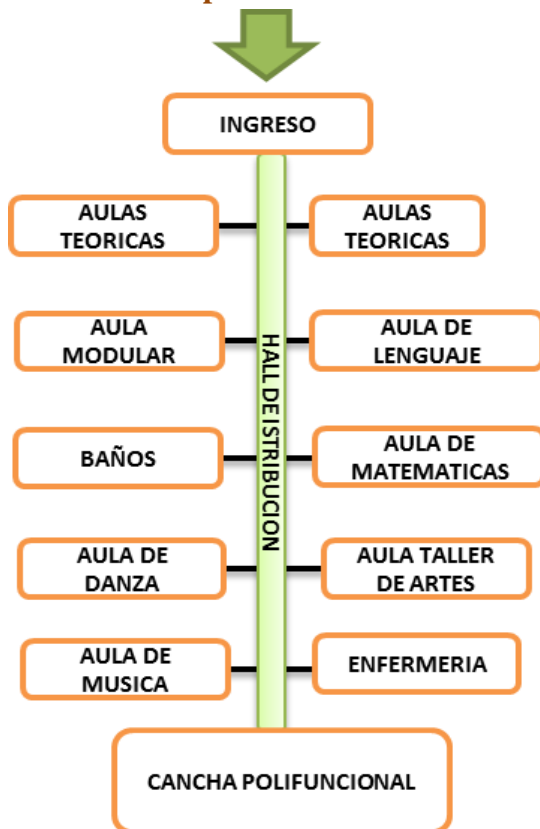 INGRESO
AULAS
TEORICAS
AULAS
TEORICAS
AULA
MODULAR
AULA DE
LENGUAJE
HALL DE ISTRIBUCION
BAÑOS
AULA DE
MATEMATICAS
AULA DE
DANZA
AULA TALLER
DE ARTES
AULA DE
MUSICA
ENFERMERIA
CANCHA POLIFUNCIONAL